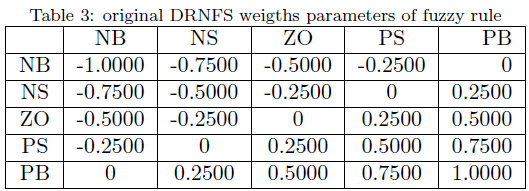 Table 3: original DRNFS weigths parameters of fuzzy rule
NB NS ZO PS PB
NB -1.0000 -0.7500 -0.5000 -0.2500 0
NS -0.7500 -0.5000 -0.2500 0 0.2500
ZO -0.5000 -0.2500 0 0.2500 0.5000
PS -0.2500 0 0.2500 0.5000 0.7500
PB 0 0.2500 0.5000 0.7500 1.0000